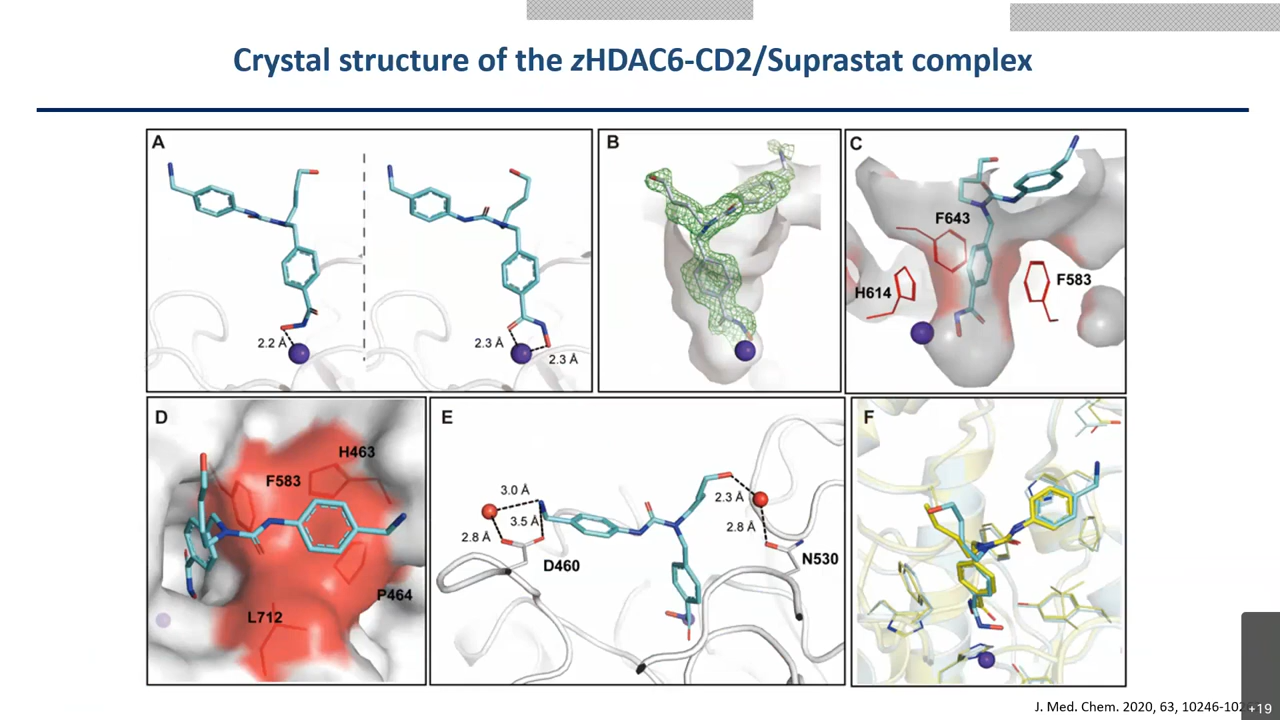 Crystal structure of the zHDAC6-CD2/Suprastat complex
A
2.2 Å
2.3 Å
2.3 Å
B
C
F643
H614
F583
D
H463
F583
P464
L712
E
3.0 Å
3.5 Å
2.8 Å
D460
2.3 Å
2.8 Å
N530
F
J. Med. Chem. 2020, 63, 10246-
+19